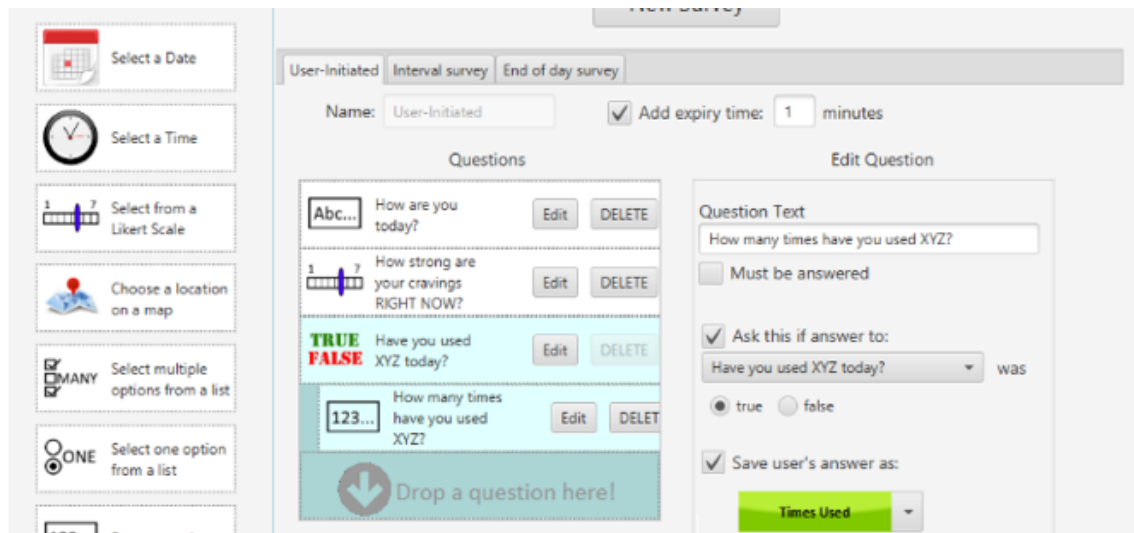 New Survey
Select a Date
Select a Time
1 7
Select from a
Likert Scale
Choose a location
on a map
MANY
Select multiple
options from a list
ONE
Select one option
from a list
User-Initiated Interval survey End of day survey
Name: User-Initiated Add expiry time: 1 minutes
Questions
Abc...
How are you
today?
Edit DELETE
1 7
How strong are
your cravings
RIGHT NOW?
Edit DELETE
TRUE
FALSE
Have you used
XYZ today?
Edit DELETE
123...
How many times
have you used
XYZ?
Edit DELET
Drop a question here!
Edit Question
Question Text
How many times have you used XYZ?
Must be answered
Ask this if answer to:
Have you used XYZ today? was
true false
Save user's answer as:
Times Used